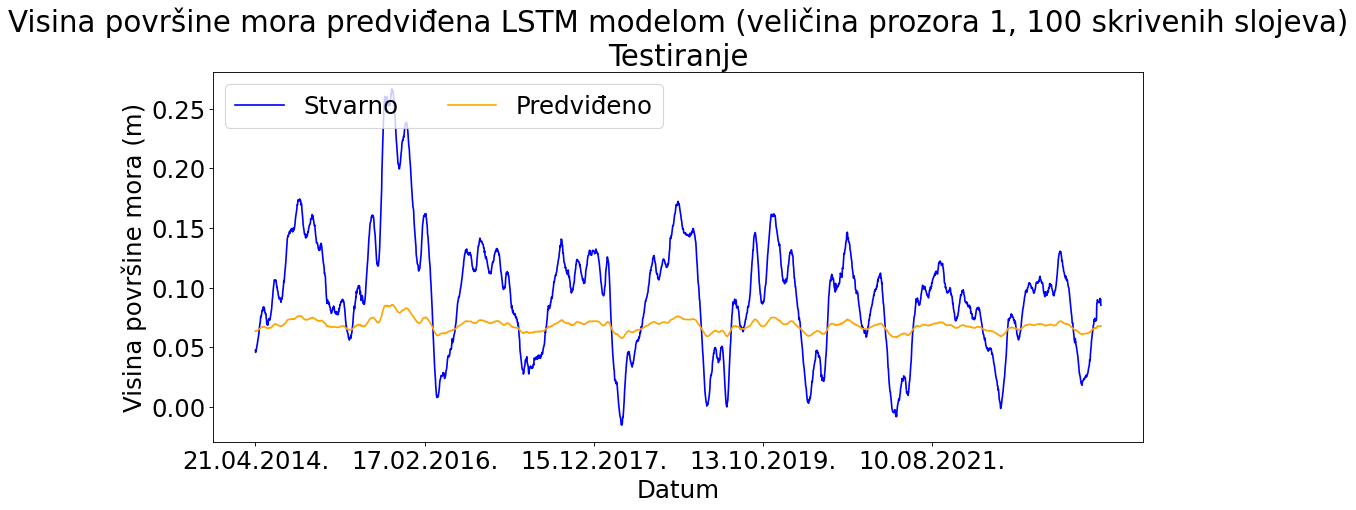 Visina površine mora predviđena LSTM modelom (veličina prozora 1, 100 skrivenih slojeva)
Testiranje
Stvarno Predviđeno
Visina površine mora (m)
0.25
0.20
0.15
0.10
0.05
0.00
21.04.2014. 17.02.2016. 15.12.2017. 13.10.2019. 10.08.2021.
Datum